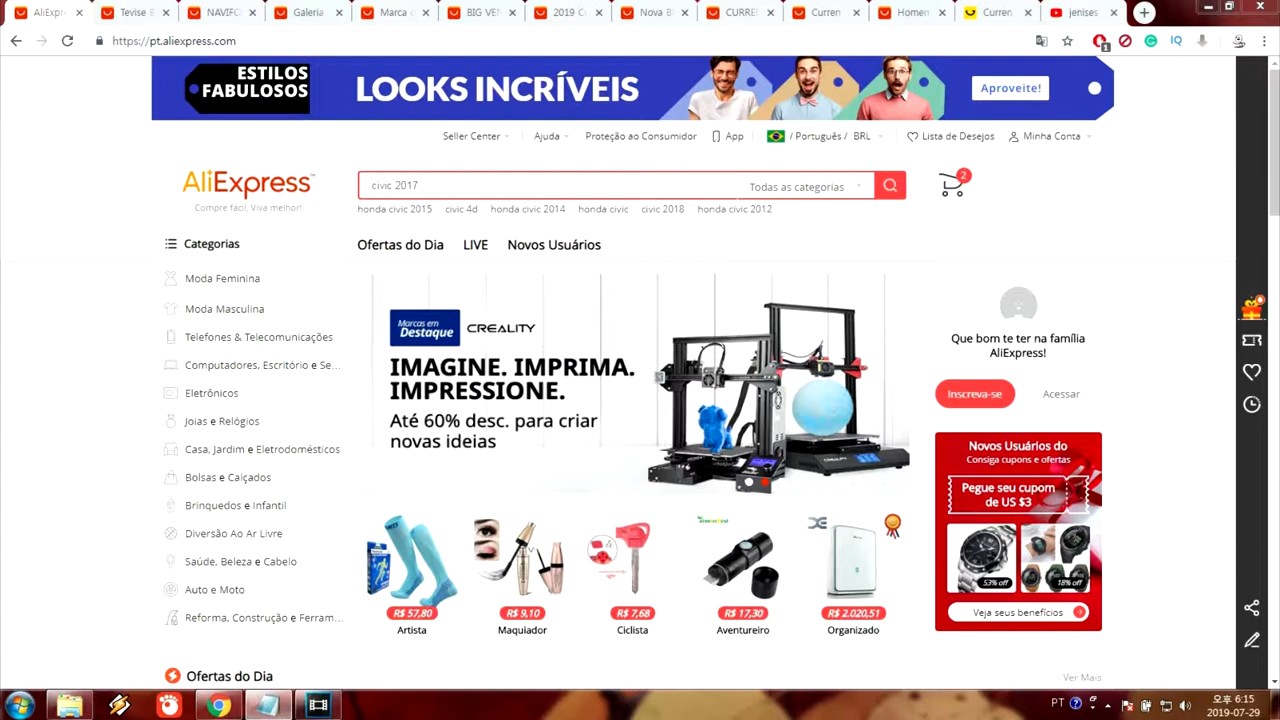 AliExpr
Tevise B
NAVIFO
Galeria
Marca c
BIG VEN
2019 C
Nova B
CURRE
Curren
Homem
Curren
jenises
https://pt.aliexpress.com
1
IQ
ESTILOS
FABULOSOS
LOOKS INCRÍVEIS
Aproveite!
Seller Center
Ajuda
Proteção ao Consumidor
App
/ Português / BRL
Lista de Desejos
Minha Conta
AliExpress™
Compre fácil, Viva melhor!
civic 2017
Todas as categorias
2
honda civic 2015
civic 4d
honda civic 2014
honda civic
civic 2018
honda civic 2012
Categorias
Ofertas do Dia
LIVE
Novos Usuários
Moda Feminina
Moda Masculina
Telefones & Telecomunicações
Computadores, Escritório e Se...
Eletrônicos
Joias e Relógios
Casa, Jardim e Eletrodomésticos
Bolsas e Calçados
Brinquedos e Infantil
Diversão Ao Ar Livre
Saúde, Beleza e Cabelo
Auto e Moto
Reforma, Construção e Ferram...
Marcas em
Destaque
CREALITY
IMAGINE. IMPRIMA.
IMPRESSIONE.
Até 60% desc. para criar
novas ideias
Que bom te ter na família
AliExpress!
Inscreva-se
Acessar
Novos Usuários do
Consiga cupons e ofertas
Pegue seu cupom
de US $3
53% off
18% off
Veja seus benefícios
R$ 57,80
R$ 9,10
R$ 7,68
R$ 17,30
R$ 2.020,51
Artista
Maquiador
Ciclista
Aventureiro
Organizado
Ofertas do Dia
Ver Mais
PT
오후 6:15
2019-07-29